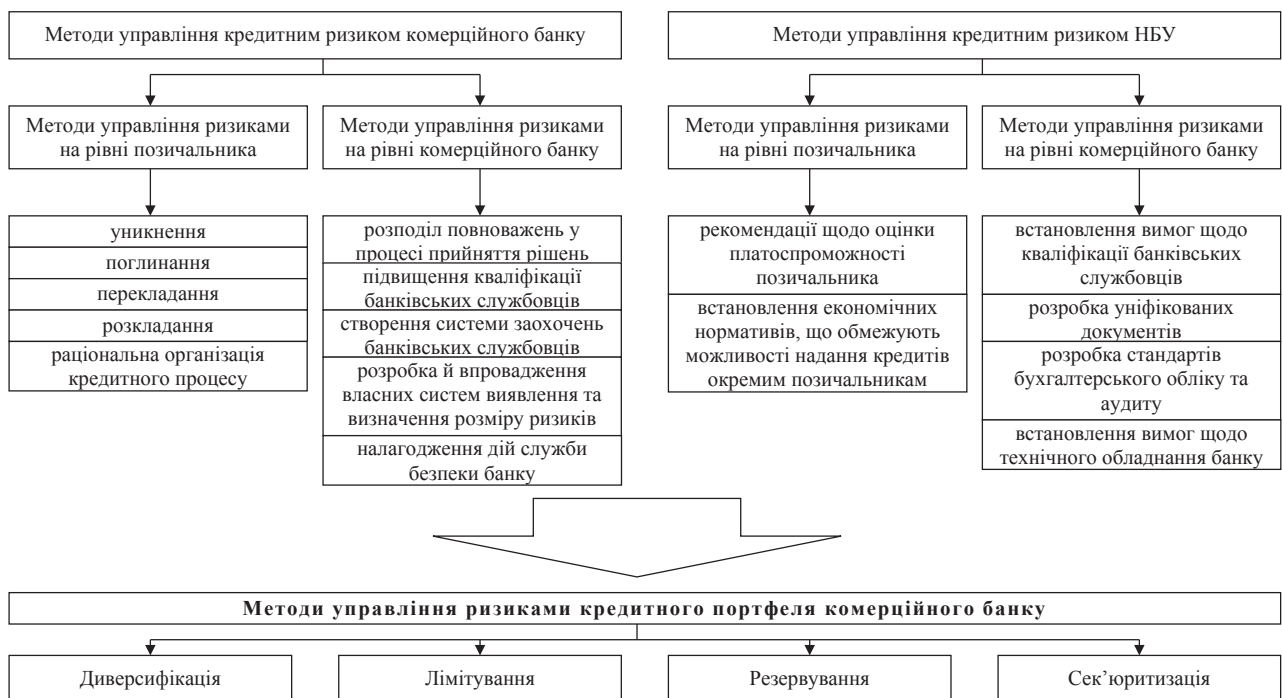 Методи управління кредитним ризиком комерційного банку
Методи управління кредитним ризиком НБУ
Методи управління ризиками
на рівні позичальника
Методи управління ризиками
на рівні комерційного банку
Методи управління ризиками
на рівні позичальника
Методи управління ризиками
на рівні комерційного банку
уникнення
поглинання
перекладання
розкладання
раціональна організація
кредитного процесу
розподіл повноважень у
процесі прийняття рішень
підвищення кваліфікації
банківських службовців
створення системи заохочень
банківських службовців
розробка й впровадження
власних систем виявлення та
визначення розміру ризиків
налагодження дій служби
безпеки банку
рекомендації щодо оцінки
платоспроможності
позичальника
встановлення економічних
нормативів, що обмежують
можливості надання кредитів
окремим позичальникам
встановлення вимог щодо
кваліфікації банківських
службовців
розробка уніфікованих
документів
розробка стандартів
бухгалтерського обліку та
аудиту
встановлення вимог щодо
технічного обладнання банку
Методи управління ризиками кредитного портфеля комерційного банку
Диверсифікація
Лімітування
Резервування
Сек’юритизація